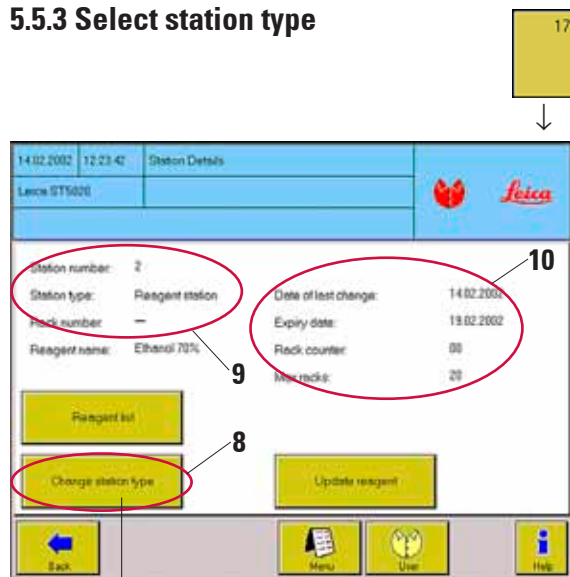 5.5.3 Select station type
17
↓
14.02.2002 12:23:42 Station Details
Leica ST5020
Leica
10
Station number: 2
Station type: Reagent station
Date of last change: 14.02.2002
Rack number: —
Expiry date: 19.02.2002
Reagent name: Ethanol 70%
Rack counter: 00
9
Max racks: 20
Reagent list
8
Change station type
Update reagent
Back
Menu
User
Help